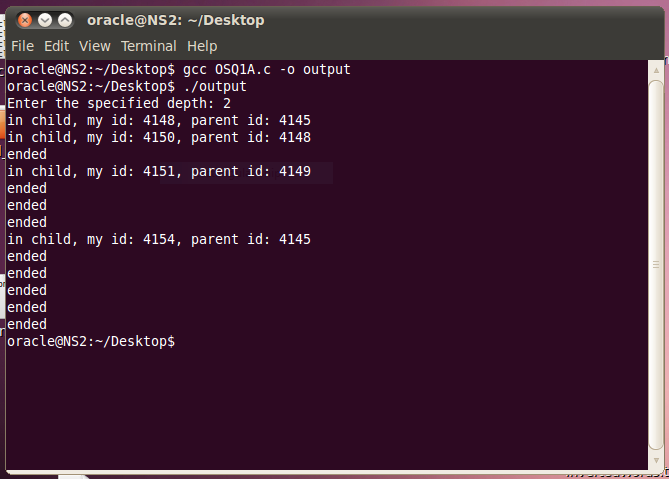 oracle@NS2: ~/Desktop
File Edit View Terminal Help
oracle@NS2:~/Desktop$ gcc OSQ1A.c -o output
oracle@NS2:~/Desktop$ ./output
Enter the specified depth: 2
in child, my id: 4148, parent id: 4145
in child, my id: 4150, parent id: 4148
ended
in child, my id: 4151, parent id: 4149
ended
ended
ended
in child, my id: 4154, parent id: 4145
ended
ended
ended
ended
ended
oracle@NS2:~/Desktop$